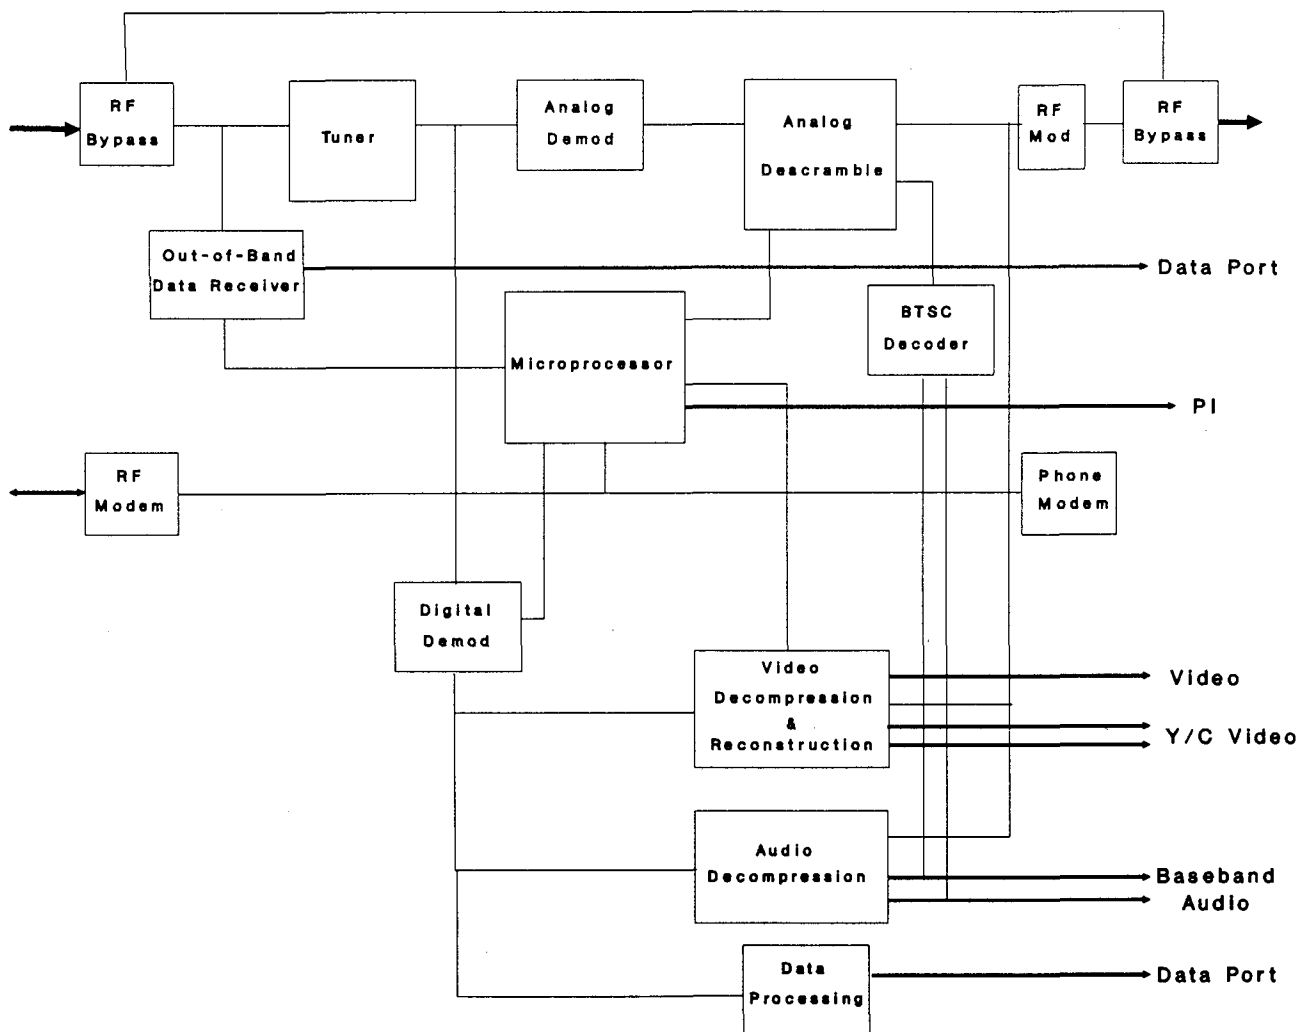 RF
Bypass
Tuner
Analog
Demod
Analog
Deacramble
RF
Mod
RF
Bypass
Out-of-Band
Data Receiver
Data Port
BTSC
Decoder
Microprocessor
PI
RF
Modem
Phone
Modem
Digital
Demod
Video
Decompression
&
Reconstruction
Video
Y/C Video
Audio
Decompression
Baseband
Audio
Data
Processing
Data Port